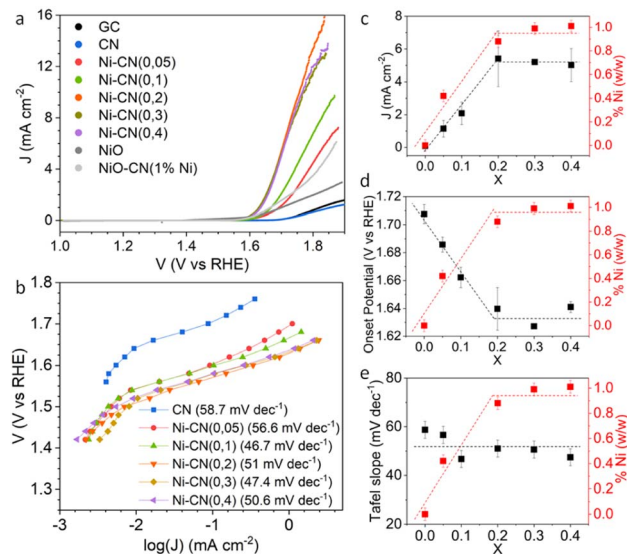 a
J (mA cm-2)
16
14
12
10
8
6
4
2
0
GC
CN
Ni-CN(0,05)
Ni-CN(0,1)
Ni-CN(0,2)
Ni-CN(0,3)
Ni-CN(0,4)
NiO
NiO-CN(1% Ni)
1.0 1.2 1.4 1.6 1.8
V (V vs RHE)
b
V (V vs RHE)
1.8
1.7
1.6
1.5
1.4
1.3
CN (58.7 mV dec-1)
Ni-CN(0,05) (56.6 mV dec-1)
Ni-CN(0,1) (46.7 mV dec-1)
Ni-CN(0,2) (51 mV dec-1)
Ni-CN(0,3) (47.4 mV dec-1)
Ni-CN(0,4) (50.6 mV dec-1)
-3 -2 -1 0 1
log(J) (mA cm-2)
c
J (mA cm-2)
8
6
4
2
0
1.0
0.8
0.6
0.4
0.2
0.0
% Ni (w/w)
0.0 0.1 0.2 0.3 0.4
X
d
Onset Potential (V vs RHE)
1.72
1.70
1.68
1.66
1.64
1.62
1.0
0.8
0.6
0.4
0.2
0.0
% Ni (w/w)
0.0 0.1 0.2 0.3 0.4
X
e
Tafel slope (mV dec-1)
80
60
40
20
0
1.0
0.8
0.6
0.4
0.2
0.0
% Ni (w/w)
0.0 0.1 0.2 0.3 0.4
X